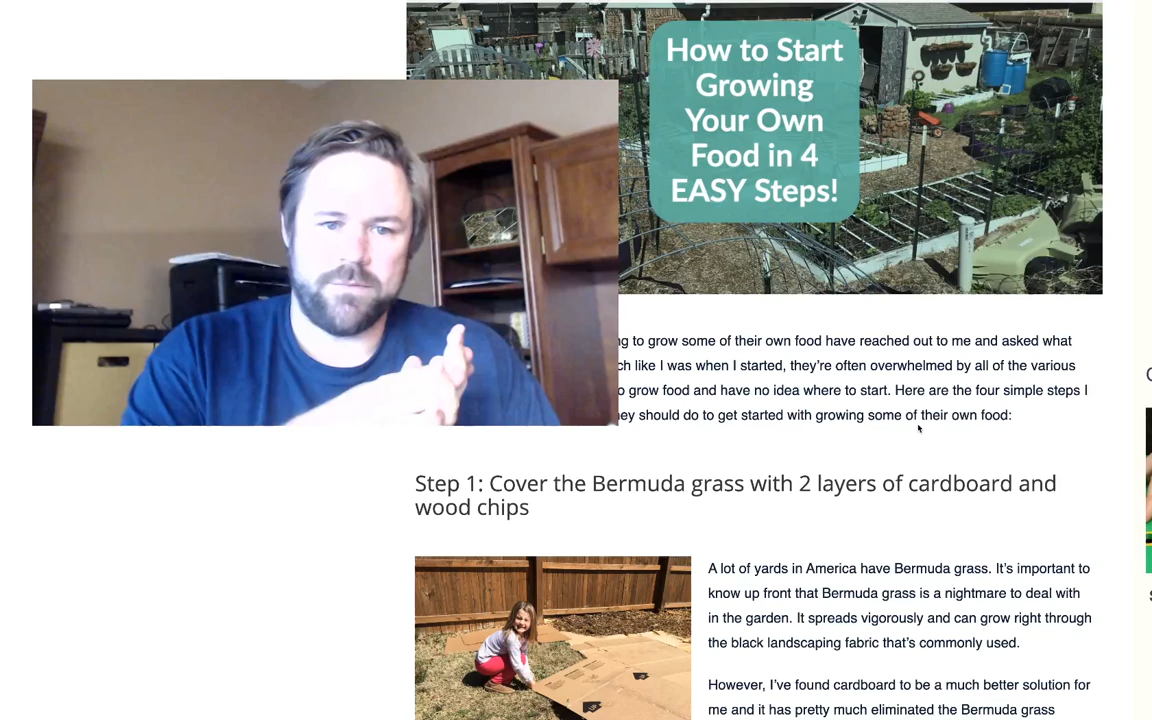 How to Start
Growing
Your Own
Food in 4
EASY Steps!
to grow some of their own food have reached out to me and asked what
like I was when I started, they’re often overwhelmed by all of the various
grow food and have no idea where to start. Here are the four simple steps I
should do to get started with growing some of their own food:
Step 1: Cover the Bermuda grass with 2 layers of cardboard and
wood chips
A lot of yards in America have Bermuda grass. It’s important to
know up front that Bermuda grass is a nightmare to deal with
in the garden. It spreads vigorously and can grow right through
the black landscaping fabric that’s commonly used.
However, I’ve found cardboard to be a much better solution for
me and it has pretty much eliminated the Bermuda grass